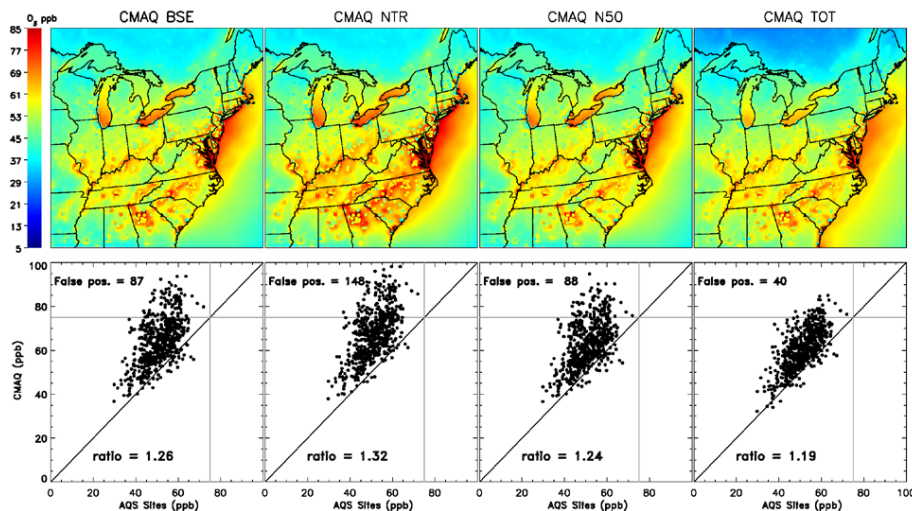 O₃ ppb CMAQ BSE CMAQ NTR CMAQ N50 CMAQ TOT
85
77
69
61
53
45
37
29
21
13
5
100
False pos. = 87 False pos. = 148 False pos. = 88 False pos. = 40
80
60
CMAQ (ppb)
40
20
ratio = 1.26 ratio = 1.32 ratio = 1.24 ratio = 1.19
0
0 20 40 60 80 0 20 40 60 80 0 20 40 60 80 0 20 40 60 80 100
AQS Sites (ppb) AQS Sites (ppb) AQS Sites (ppb) AQS Sites (ppb)